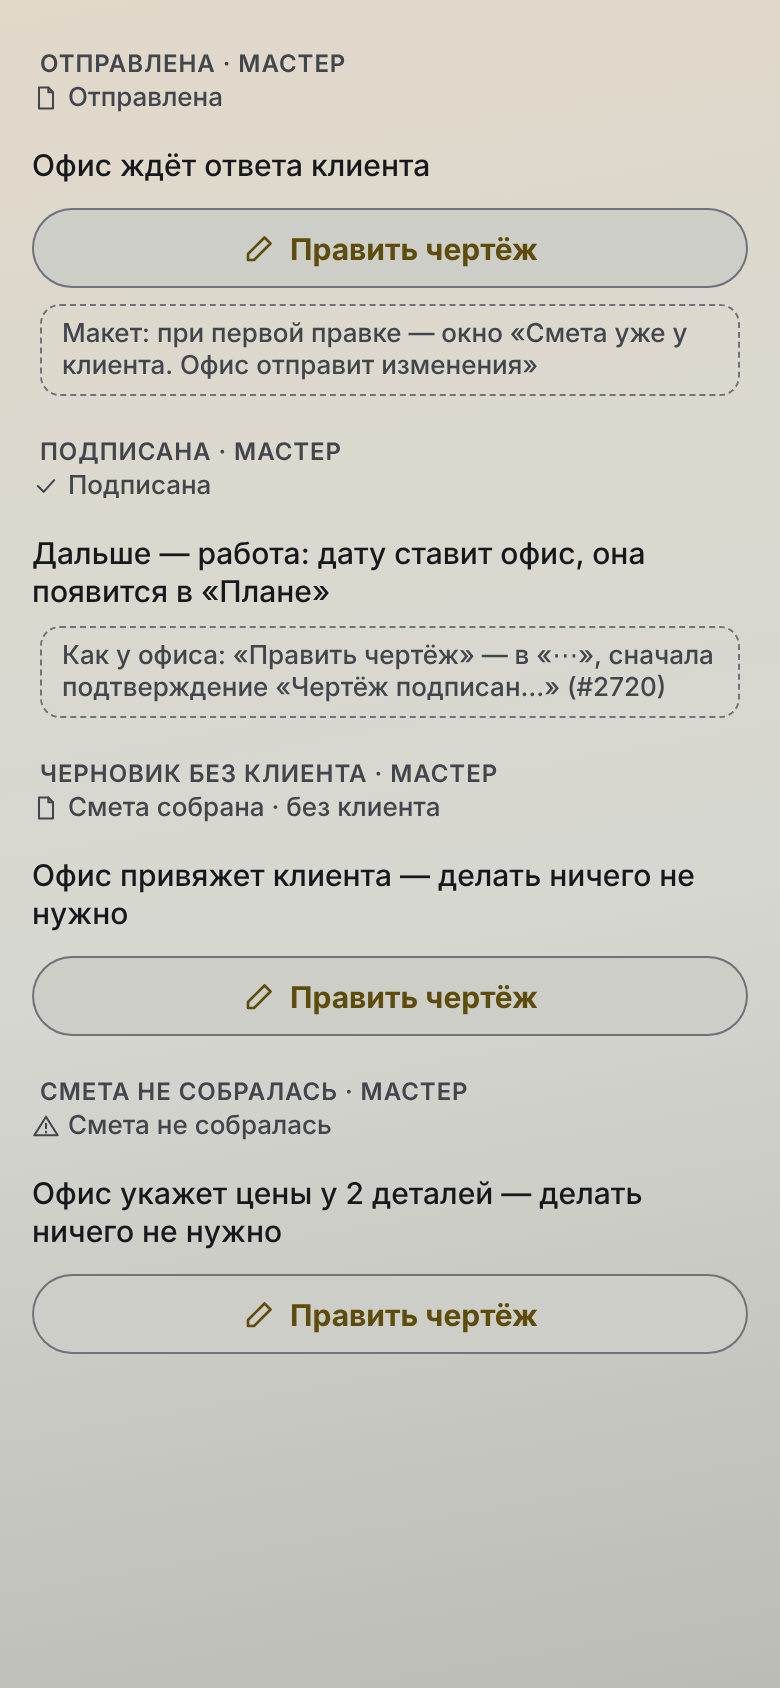 ОТПРАВЛЕНА · МАСТЕР
Отправлена
Офис ждёт ответа клиента
Править чертёж
Макет: при первой правке — окно «Смета уже у
клиента. Офис отправит изменения»
ПОДПИСАНА · МАСТЕР
Подписана
Дальше — работа: дату ставит офис, она
появится в «Плане»
Как у офиса: «Править чертёж» — в «···», сначала
подтверждение «Чертёж подписан…» (#2720)
ЧЕРНОВИК БЕЗ КЛИЕНТА · МАСТЕР
Смета собрана · без клиента
Офис привяжет клиента — делать ничего не
нужно
Править чертёж
СМЕТА НЕ СОБРАЛАСЬ · МАСТЕР
Смета не собралась
Офис укажет цены у 2 деталей — делать
ничего не нужно
Править чертёж